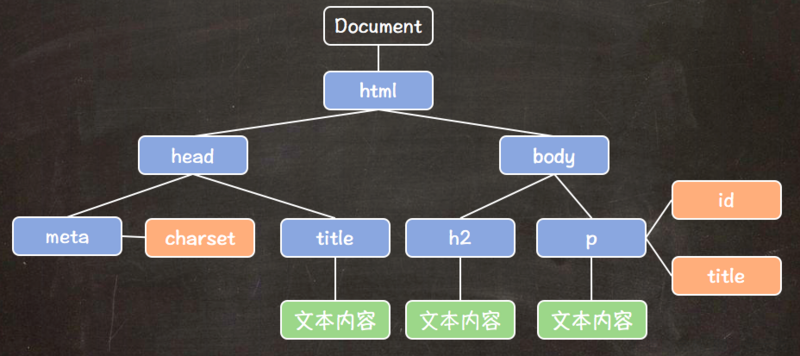 Document
html
head
body
id
meta
charset
title
h2
p
title
文本内容
文本内容
文本内容